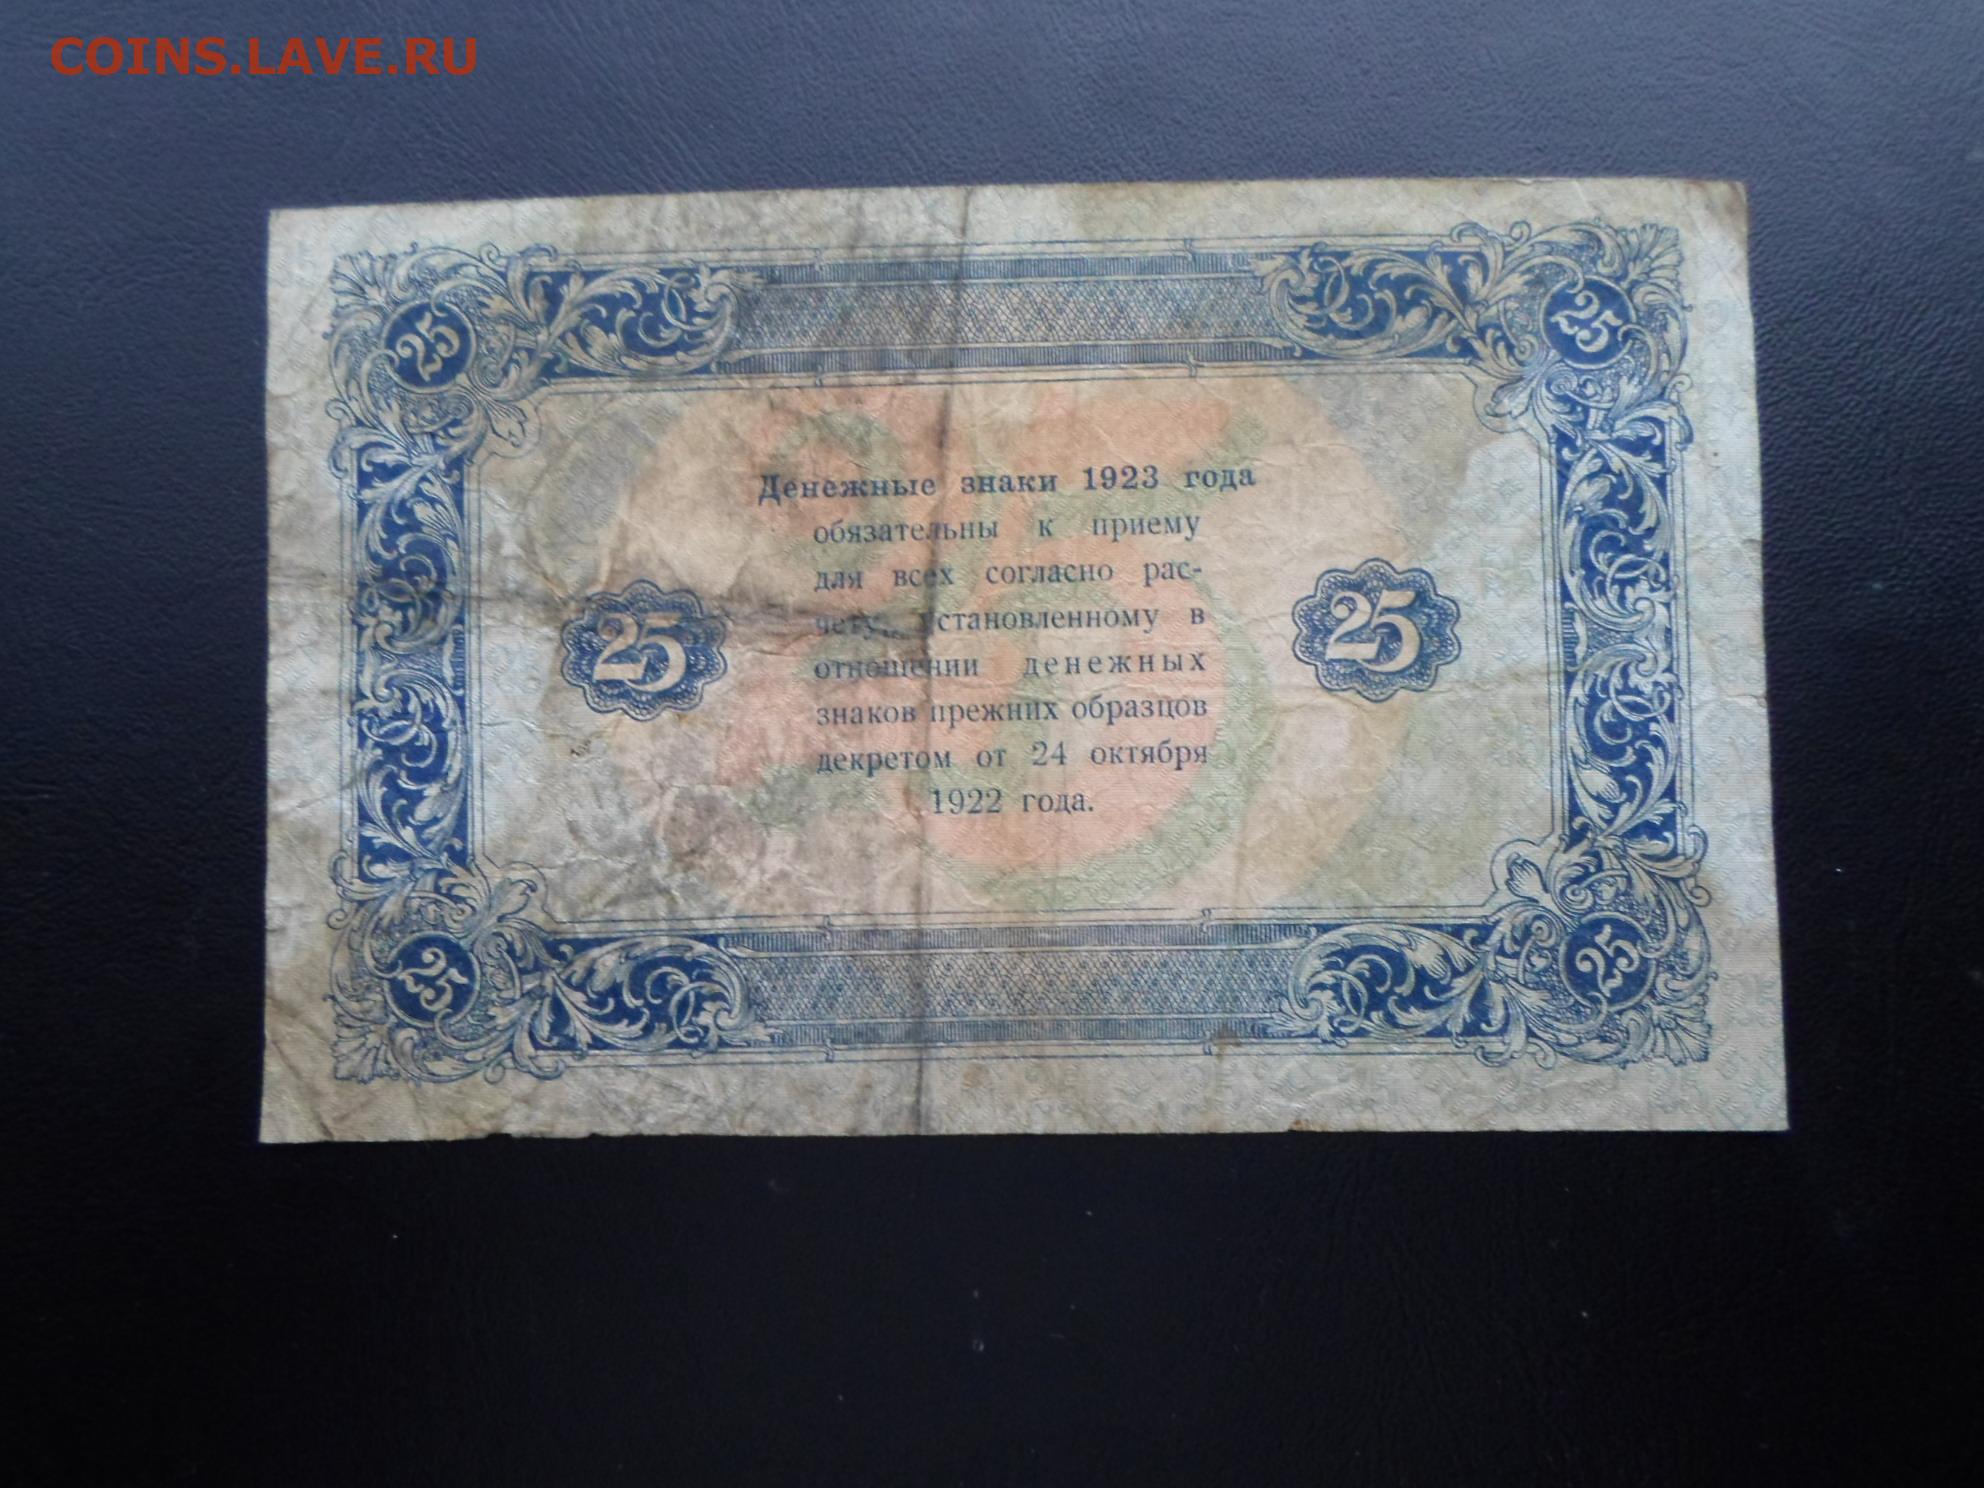 COINS.LAVE.RU
25
25
Денежные знаки 1923 года
обязательны к приему
для всех согласно рас-
чету, установленному в
25
25
отношении денежных
знаков прежних образцов
декретом от 24 октября
1922 года.
25
25